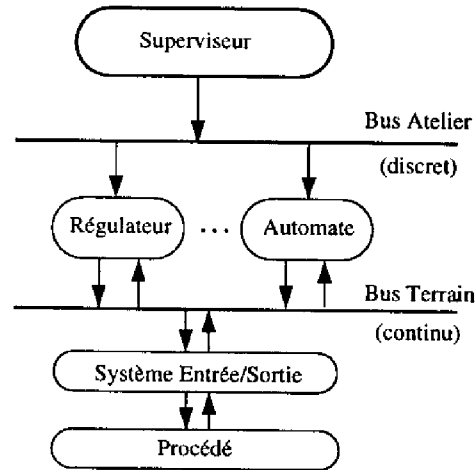 Superviseur
Bus Atelier
(discret)
Régulateur
...
Automate
Bus Terrain
(continu)
Système Entrée/Sortie
Procédé